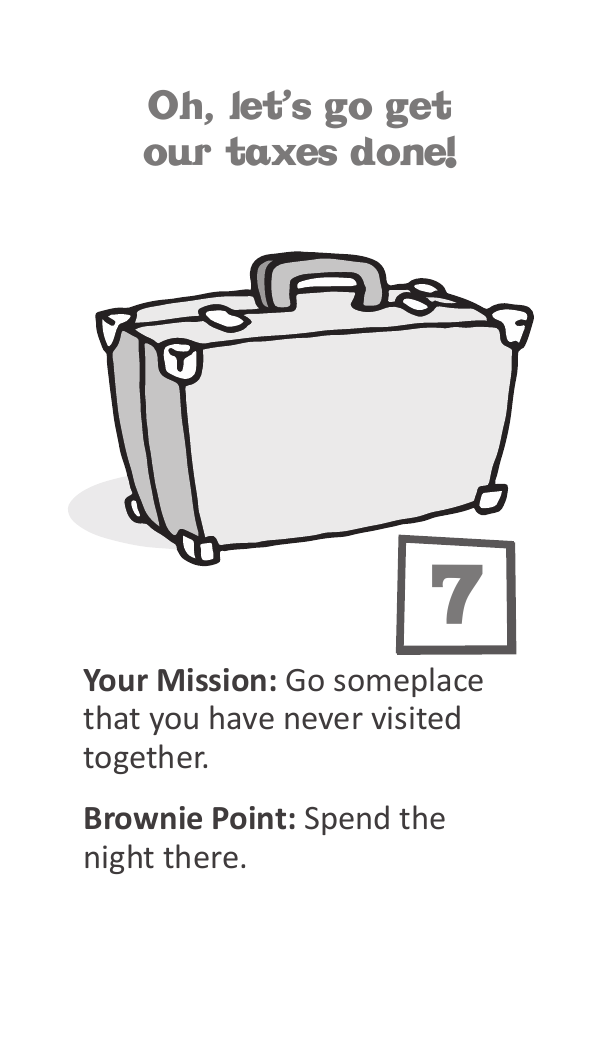 Oh, let's go get
our taxes done!
7
Your Mission: Go someplace
that you have never visited
together.
Brownie Point: Spend the
night there.